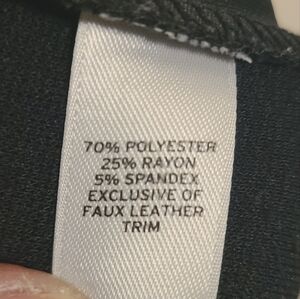 70% POLYESTER
25% RAYON
5% SPANDEX
EXCLUSIVE OF
FAUX LEATHER
TRIM